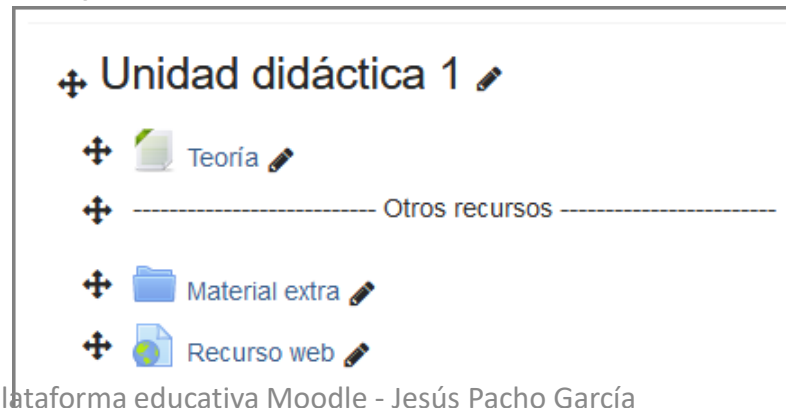 Unidad didáctica 1
Teoría
-------------------------- Otros recursos -----------------------
Material extra
Recurso web
lataforma educativa Moodle - Jesús Pacho García